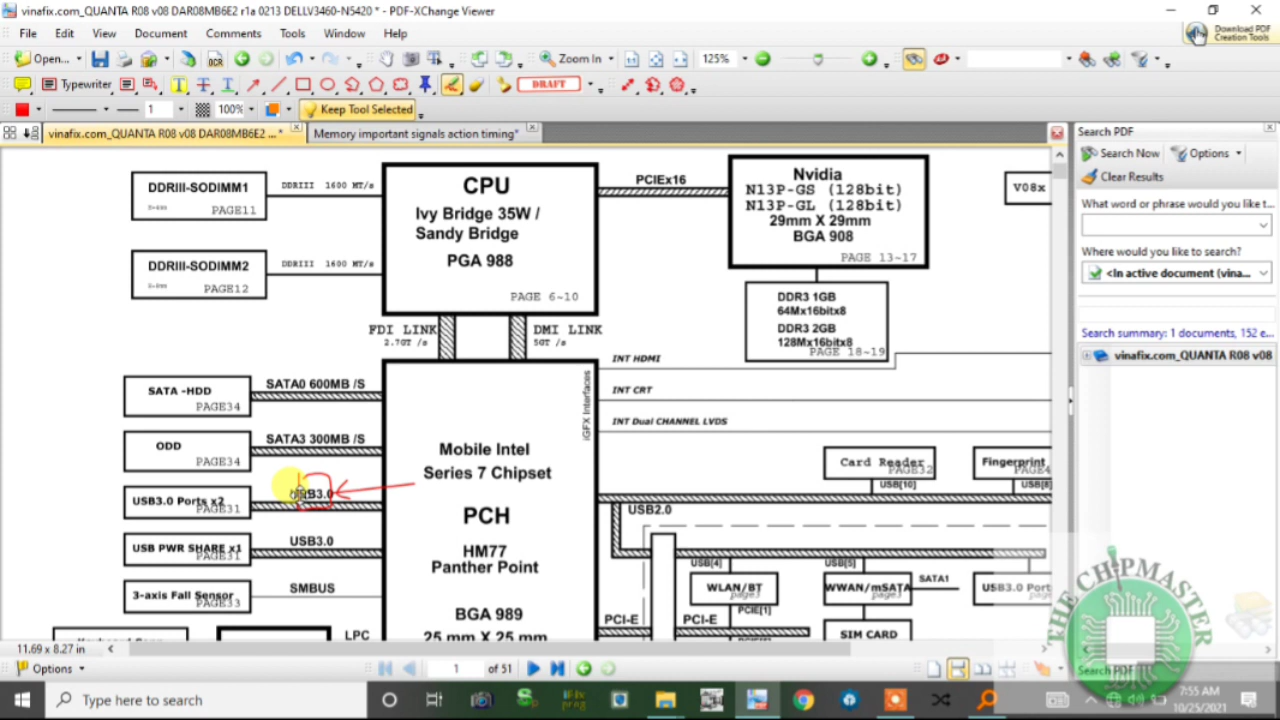 vinafix.com_QUANTA R08 v08 DAR08MB6E2 r1a 0213 DELLV3460-N5420 * - PDF-XChange Viewer
File Edit View Document Comments Tools Window Help
Open... OCR Zoom In 125%
Download PDF
Creation Tools
Typewriter DRAFT
1 100% Keep Tool Selected
vinafix.com_QUANTA R08 v08 DAR08MB6E2 ... *
Memory important signals action timing*
Search PDF
Search Now Options
Clear Results
What word or phrase would you like t...
Where would you like to search?
<In active document (vina...
Search summary: 1 documents, 152 e...
vinafix.com_QUANTA R08 v08
DDRIII-SODIMM1
PAGE11
DDRIII 1600 MT/s
DDRIII-SODIMM2
PAGE12
DDRIII 1600 MT/s
CPU
Ivy Bridge 35W /
Sandy Bridge
PGA 988
PAGE 6~10
PCIEx16
Nvidia
N13P-GS (128bit)
N13P-GL (128bit)
29mm X 29mm
BGA 908
PAGE 13~17
V08x
DDR3 1GB
64Mx16bitx8
DDR3 2GB
128Mx16bitx8
PAGE 18~19
FDI LINK
2.7GT /s
DMI LINK
5GT /s
INT HDMI
INT CRT
INT Dual CHANNEL LVDS
iGFX Interfaces
SATA -HDD
PAGE34
SATA0 600MB /S
ODD
PAGE34
SATA3 300MB /S
USB3.0 Ports x2
PAGE31
USB3.0
USB PWR SHARE x1
PAGE31
USB3.0
3-axis Fall Sensor
PAGE33
SMBUS
LPC
Mobile Intel
Series 7 Chipset
PCH
HM77
Panther Point
BGA 989
25 mm X 25 mm
Card Reader
PAGE32
USB[10]
Fingerprint
USB[8]
USB2.0
USB[4]
WLAN/BT
PCIE[1]
USB[5]
WWAN/mSATA
SATA1
USB3.0 Port
SIM CARD
PCI-E
PCI-E
THE CHIPMASTER
11.69 x 8.27 in
Options
1 of 51
Search PDF
Type here to search
7:55 AM
10/25/2021